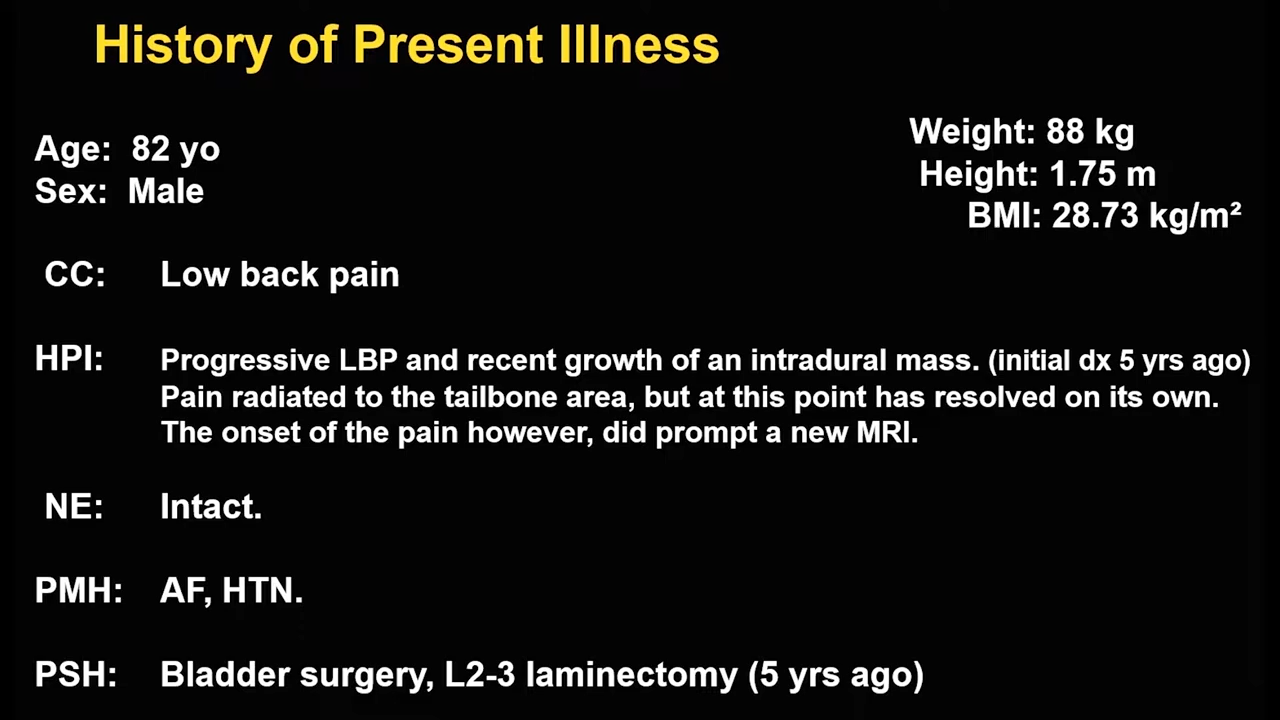 History of Present Illness
Age: 82 yo
Sex: Male
Weight: 88 kg
Height: 1.75 m
BMI: 28.73 kg/m²
CC: Low back pain
HPI: Progressive LBP and recent growth of an intradural mass. (initial dx 5 yrs ago)
Pain radiated to the tailbone area, but at this point has resolved on its own.
The onset of the pain however, did prompt a new MRI.
NE: Intact.
PMH: AF, HTN.
PSH: Bladder surgery, L2-3 laminectomy (5 yrs ago)